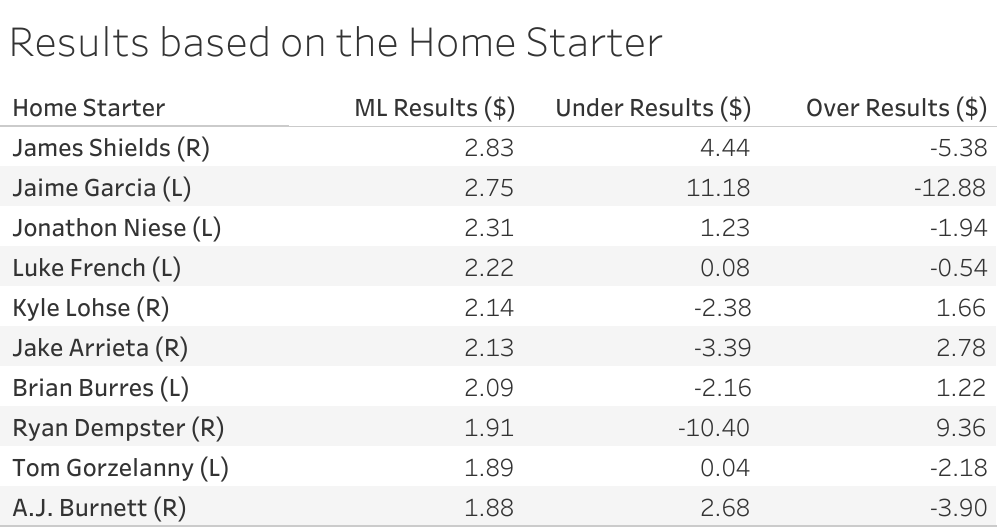 Results based on the Home Starter
Home Starter ML Results ($) Under Results ($) Over Results ($)
James Shields (R) 2.83 4.44 -5.38
Jaime Garcia (L) 2.75 11.18 -12.88
Jonathon Niese (L) 2.31 1.23 -1.94
Luke French (L) 2.22 0.08 -0.54
Kyle Lohse (R) 2.14 -2.38 1.66
Jake Arrieta (R) 2.13 -3.39 2.78
Brian Burres (L) 2.09 -2.16 1.22
Ryan Dempster (R) 1.91 -10.40 9.36
Tom Gorzelanny (L) 1.89 0.04 -2.18
A.J. Burnett (R) 1.88 2.68 -3.90